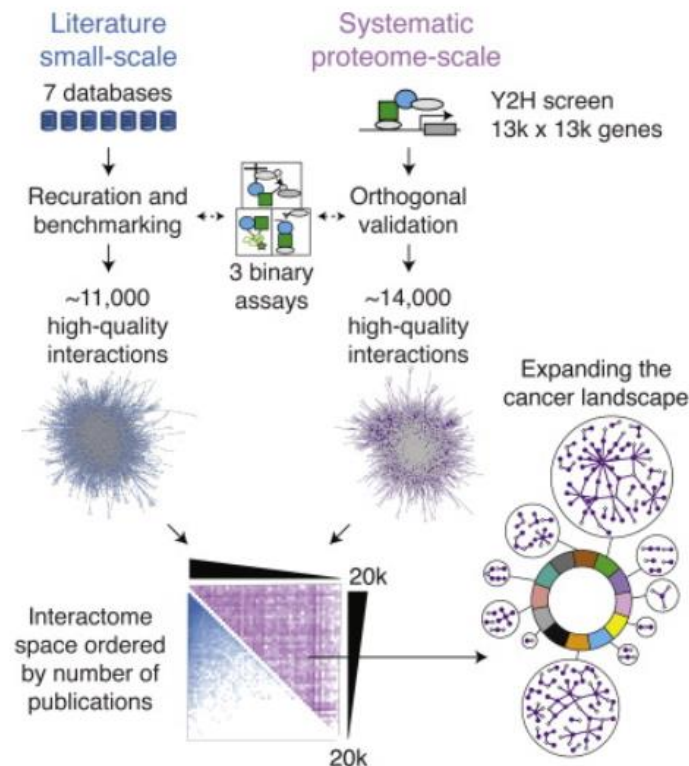 Literature
small-scale
7 databases
Systematic
proteome-scale
Y2H screen
13k x 13k genes
Recuration and
benchmarking
3 binary
assays
Orthogonal
validation
~11,000
high-quality
interactions
~14,000
high-quality
interactions
Expanding the
cancer landscape
20k
Interactome
space ordered
by number of
publications
20k